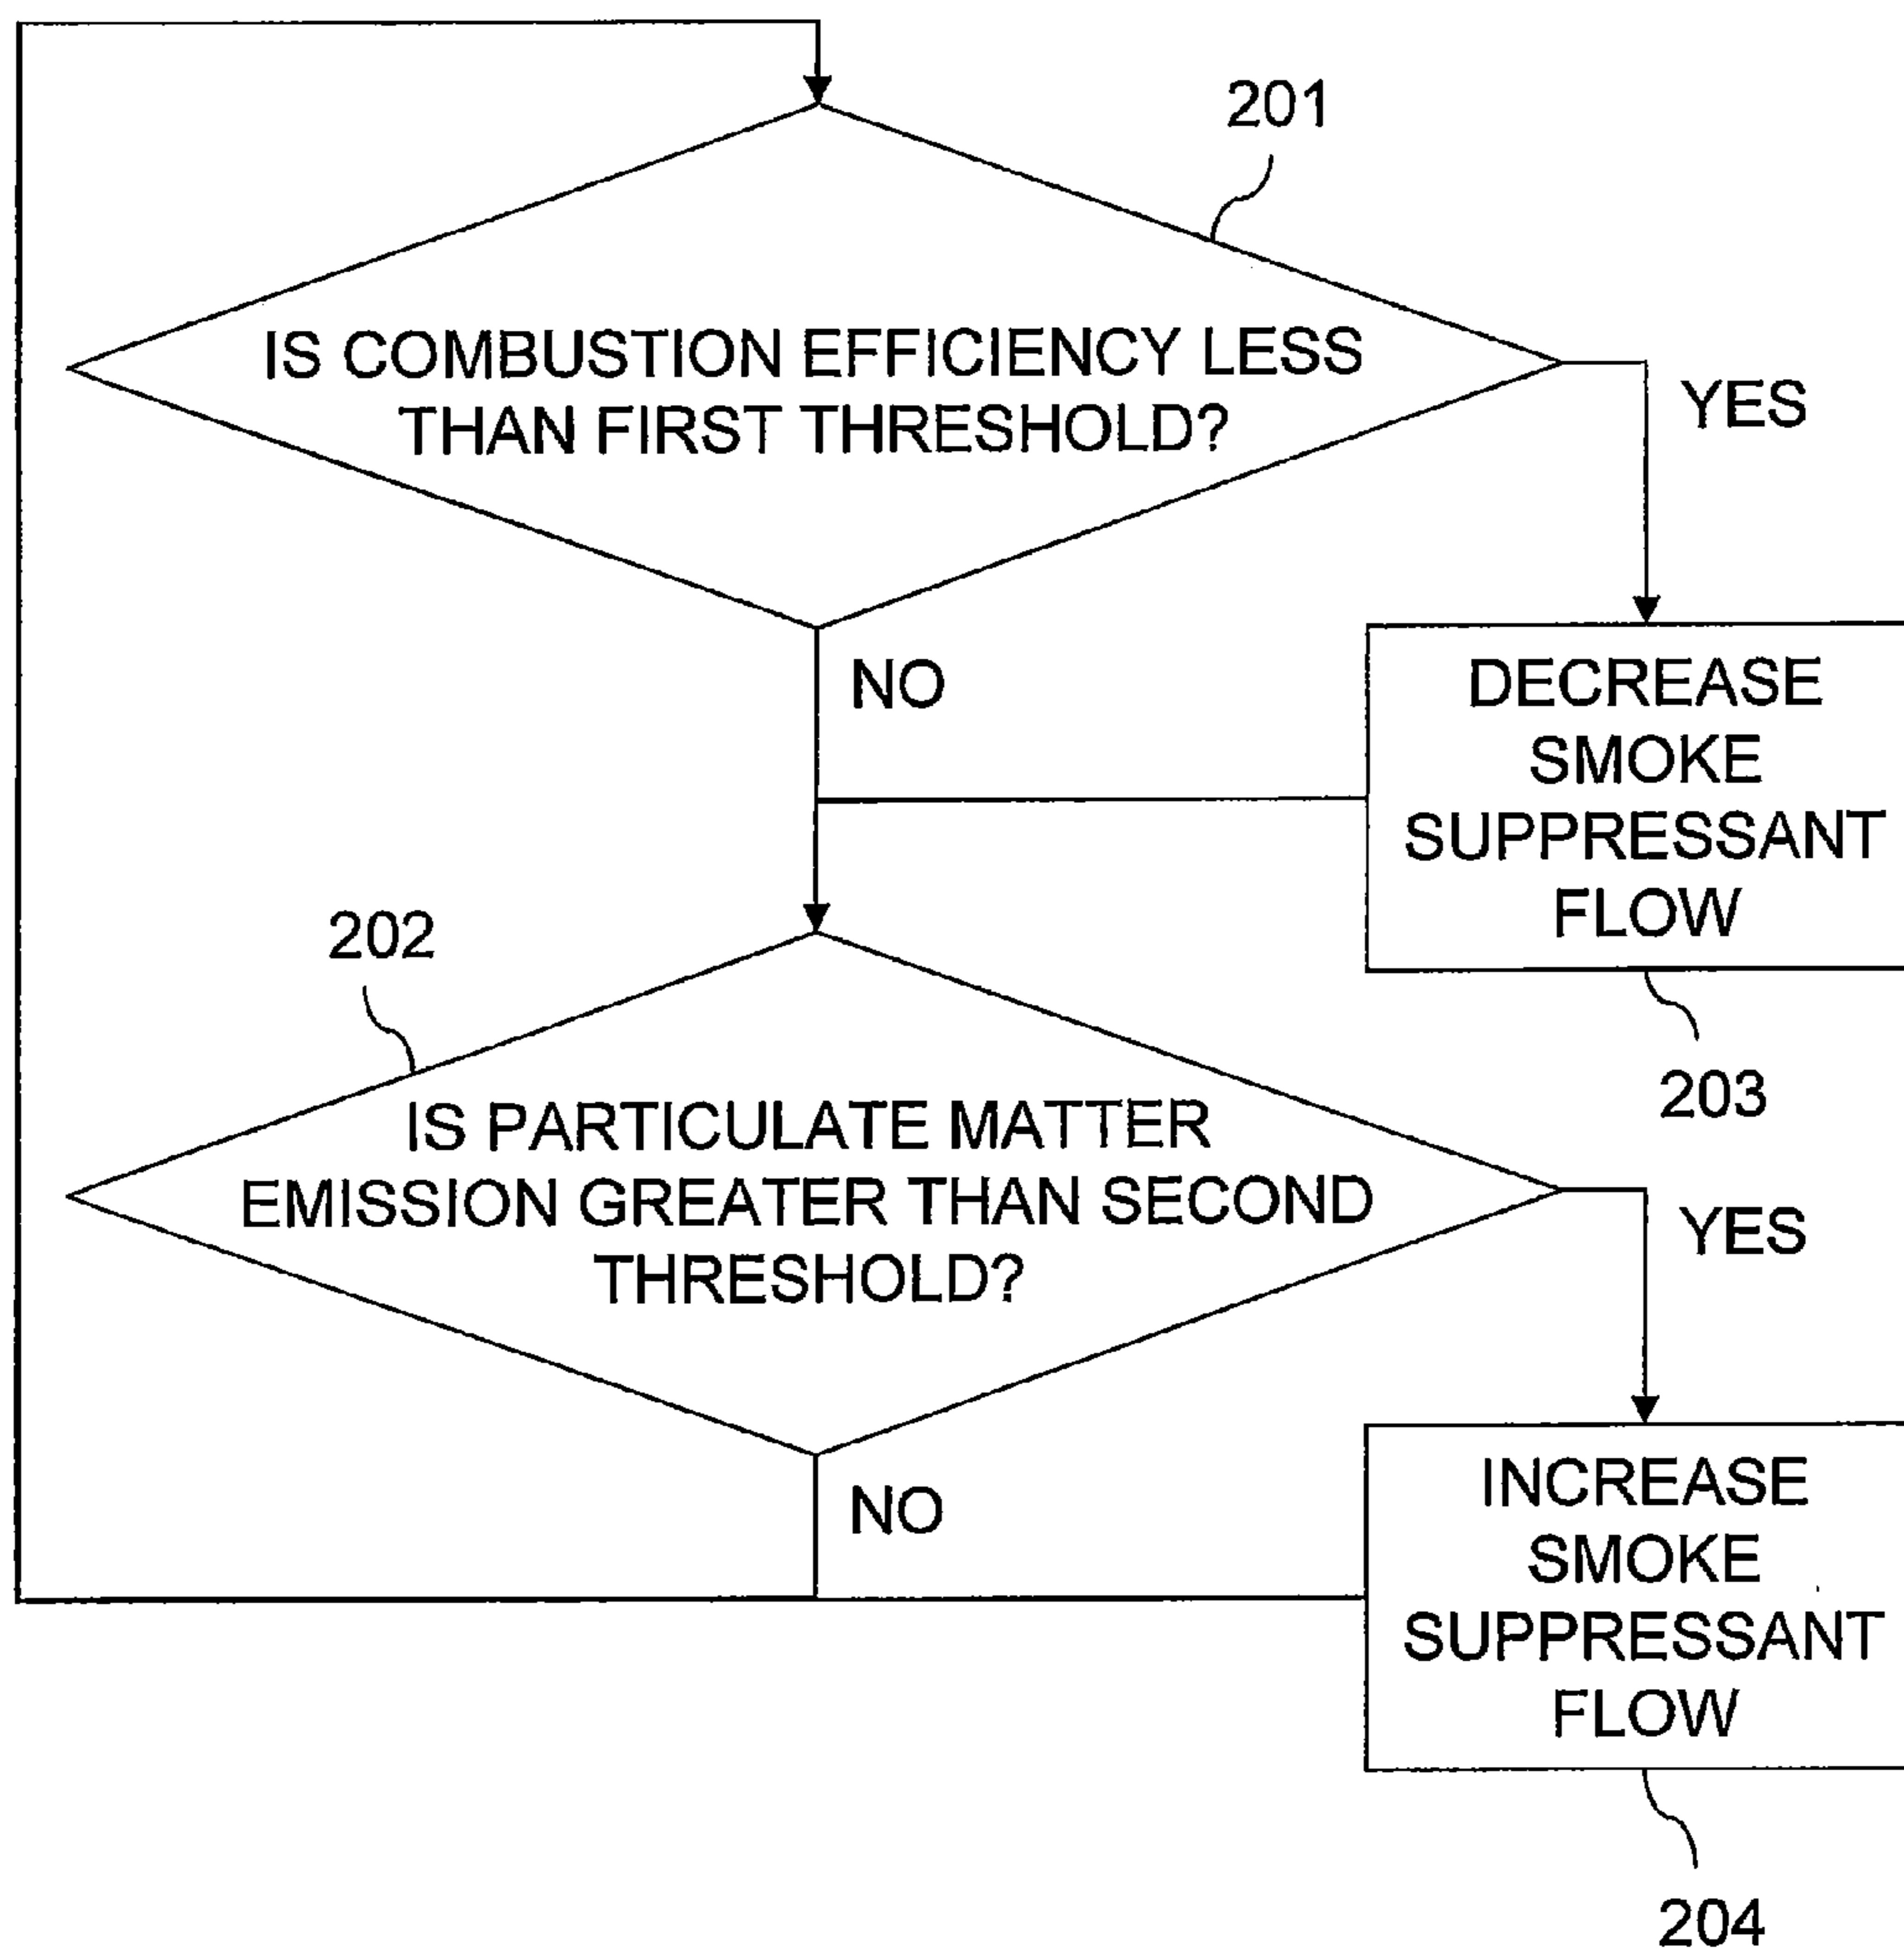 201
IS COMBUSTION EFFICIENCY LESS
THAN FIRST THRESHOLD?
YES
NO
DECREASE
SMOKE
SUPPRESSANT
FLOW
203
202
IS PARTICULATE MATTER
EMISSION GREATER THAN SECOND
THRESHOLD?
YES
NO
INCREASE
SMOKE
SUPPRESSANT
FLOW
204